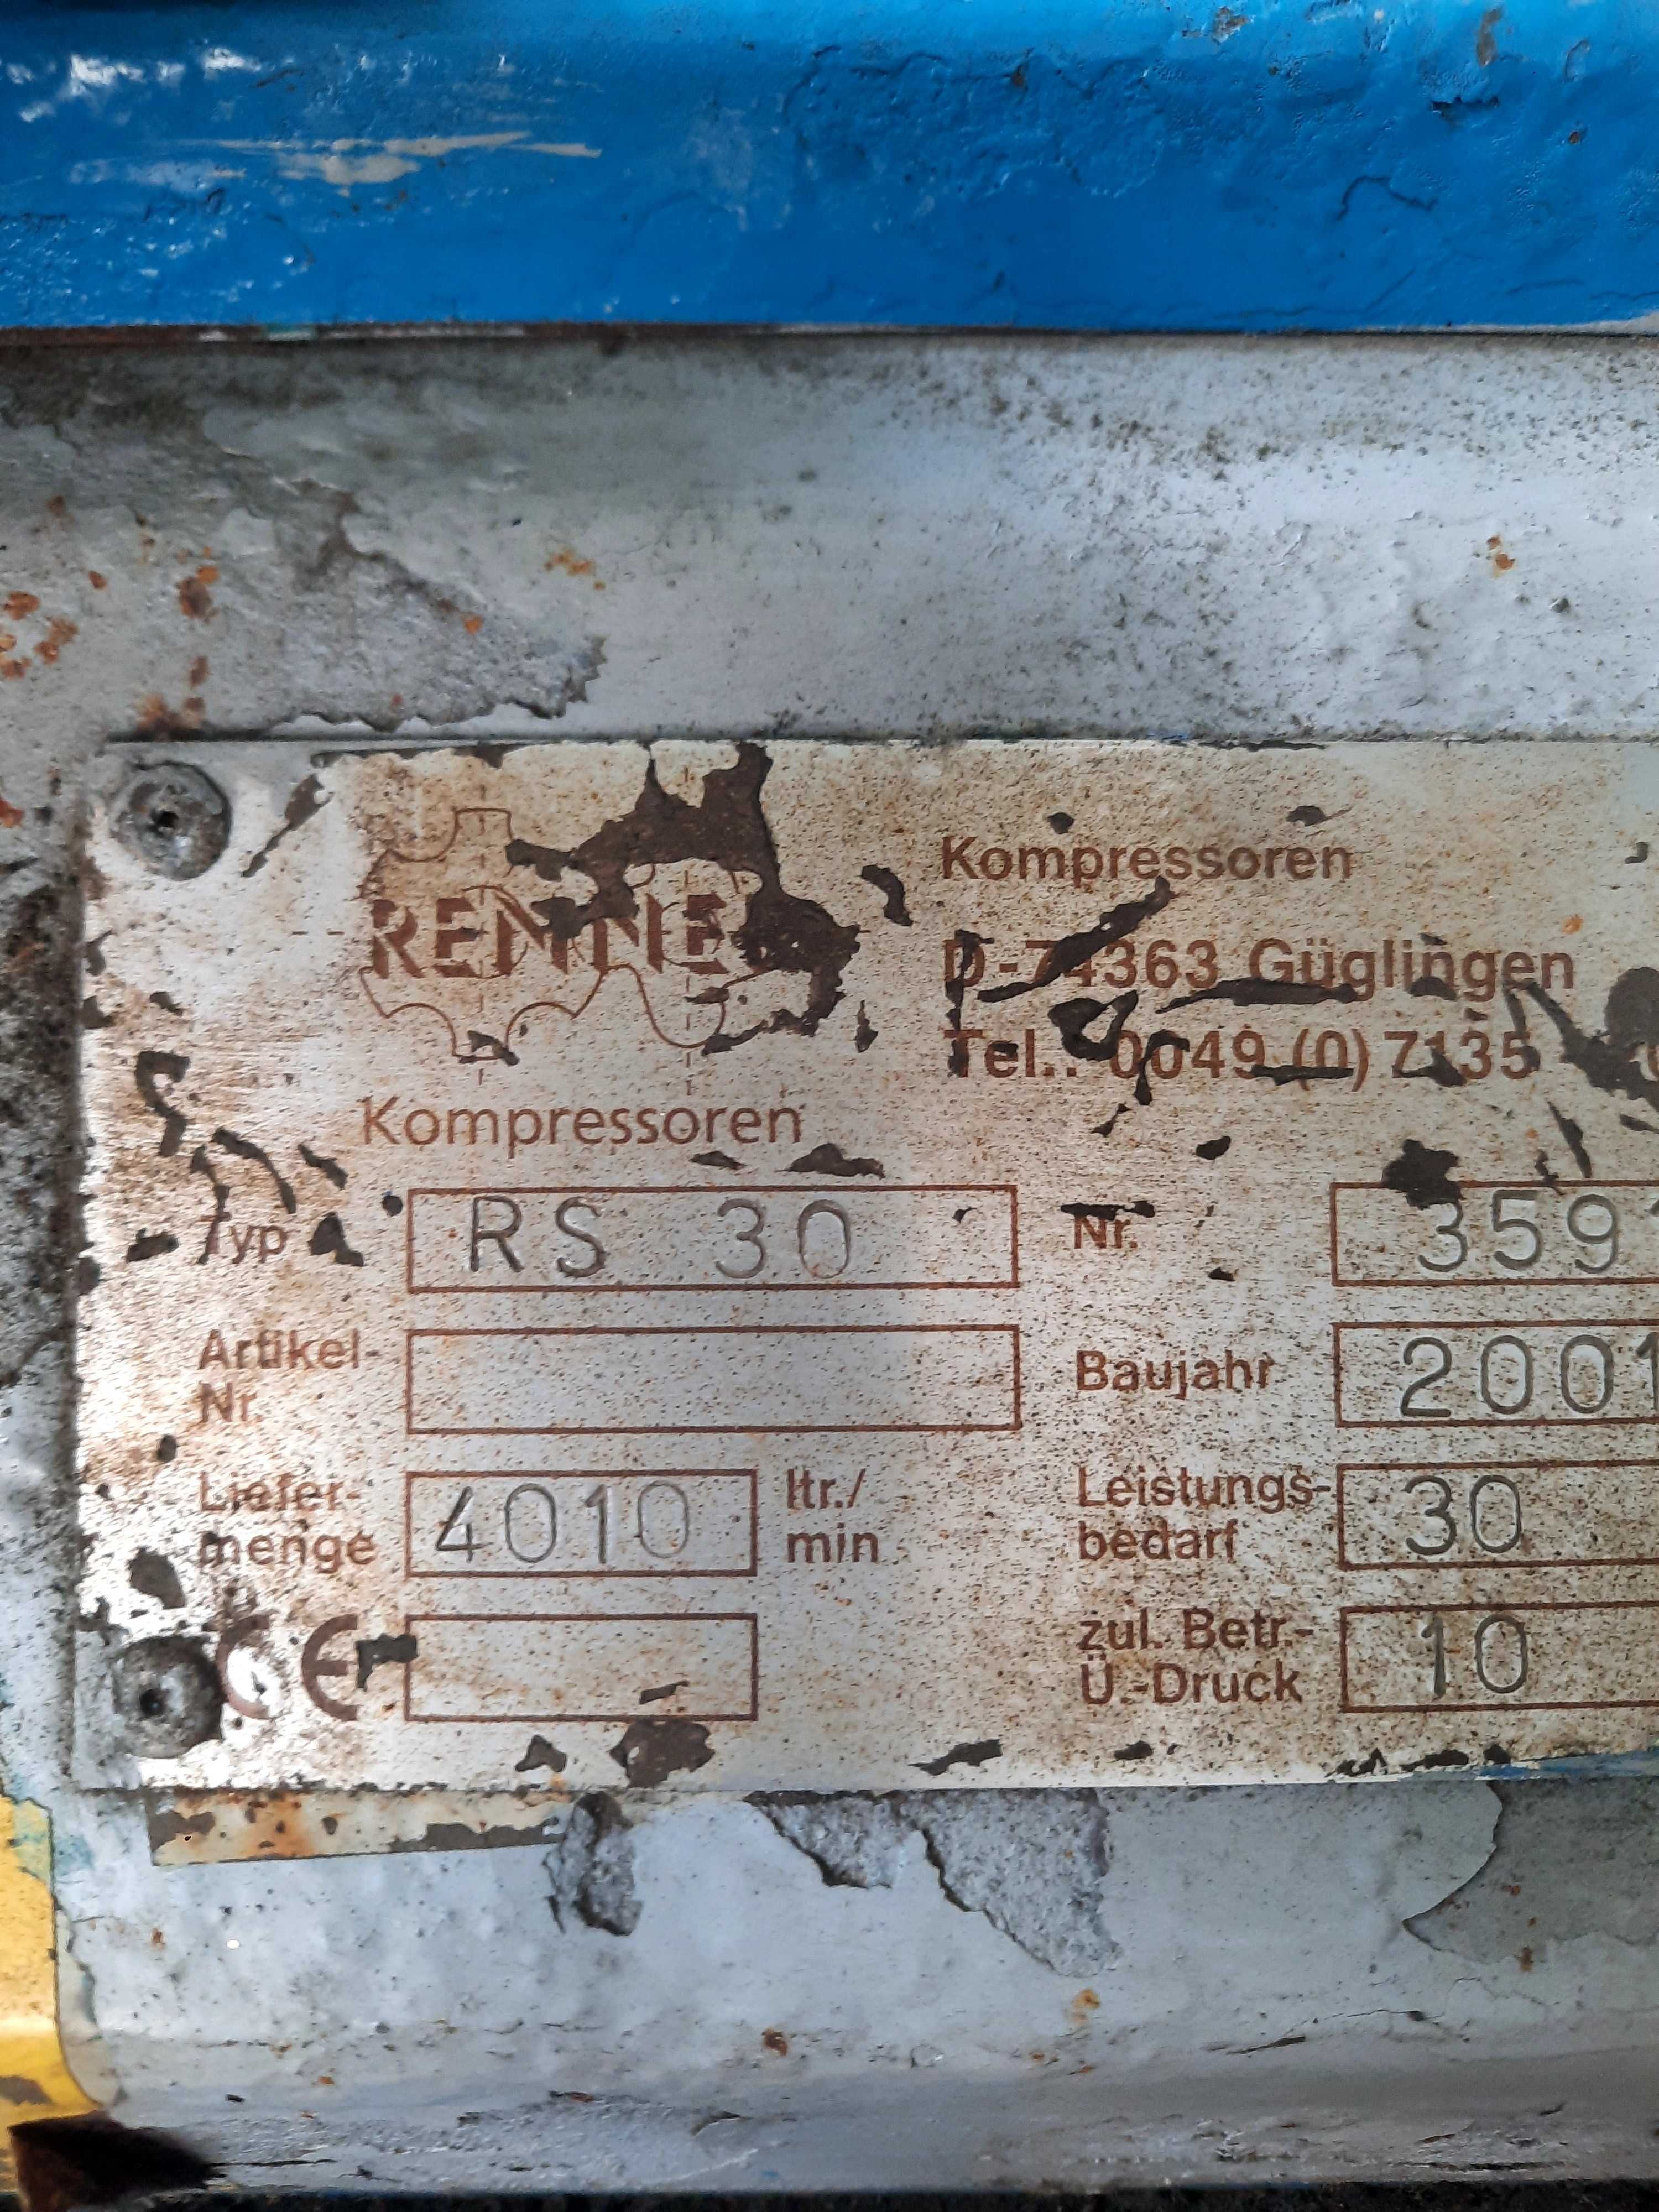 RENNE
Kompressoren
Kompressoren
D-74363 Güglingen
Tel.: 0049 (0) 7135
Typ RS 30 Nr. 359
Artikel-
Nr.
Baujahr 2001
Liefer-
menge 4010 ltr./
min
Leistungs-
bedarf 30
CE
zul. Betr.-
Ü.-Druck 10